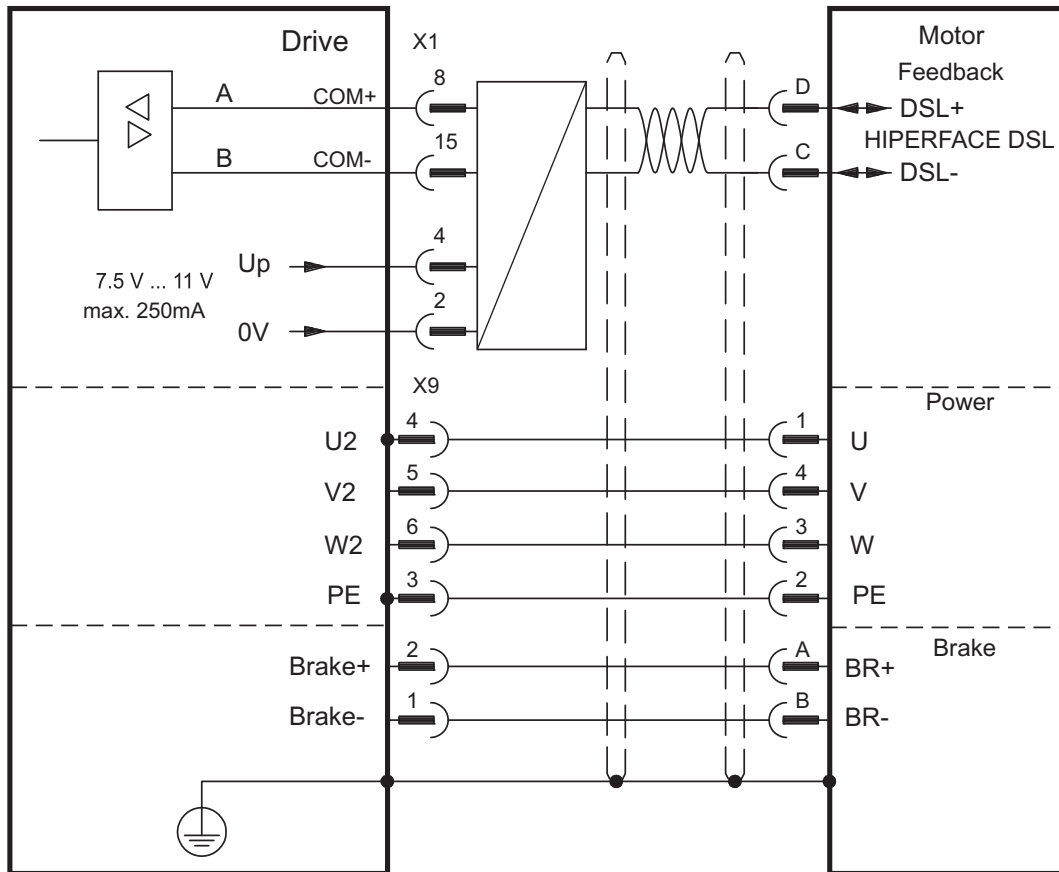 Drive
X1
Motor
Feedback
A
COM+
8
D
DSL+
HIPERFACE DSL
B
COM-
15
C
DSL-
Up
4
7.5 V ... 11 V
max. 250mA
0V
2
X9
Power
U2
4
1
U
V2
5
4
V
W2
6
3
W
PE
3
2
PE
Brake
Brake+
2
A
BR+
Brake-
1
B
BR-